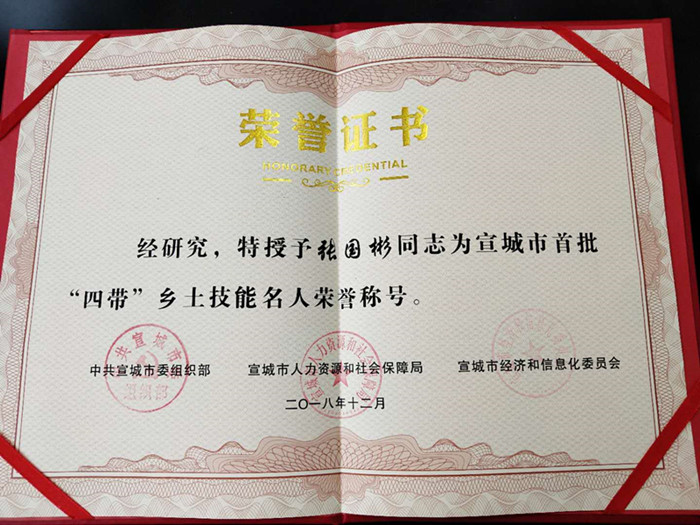 荣誉证书
HONORARY CREDENTIAL
经研究，特授予张国彬同志为宣城市首批
“四带”乡土技能名人荣誉称号。
中共宣城市委组织部 宣城市人力资源和社会保障局 宣城市经济和信息化委员会
二〇一八年十二月